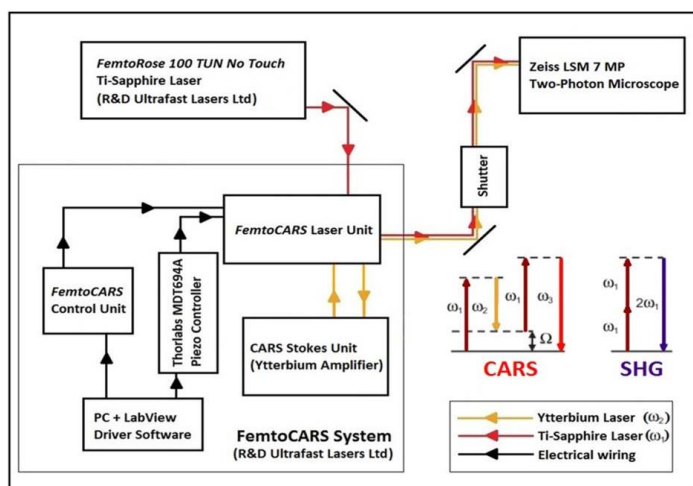 FemtoRose 100 TUN No Touch
Ti-Sapphire Laser
(R&D Ultrafast Lasers Ltd)
Zeiss LSM 7 MP
Two-Photon Microscope
Shutter
FemtoCARS Laser Unit
FemtoCARS
Control Unit
Thorlabs MDT694A
Piezo Controller
CARS Stokes Unit
(Ytterbium Amplifier)
PC + LabView
Driver Software
FemtoCARS System
(R&D Ultrafast Lasers Ltd)
ω₁ ω₂ ω₁ ω₃
Ω
CARS
ω₁
2ω₁
ω₁
SHG
Ytterbium Laser (ω₂)
Ti-Sapphire Laser (ω₁)
Electrical wiring